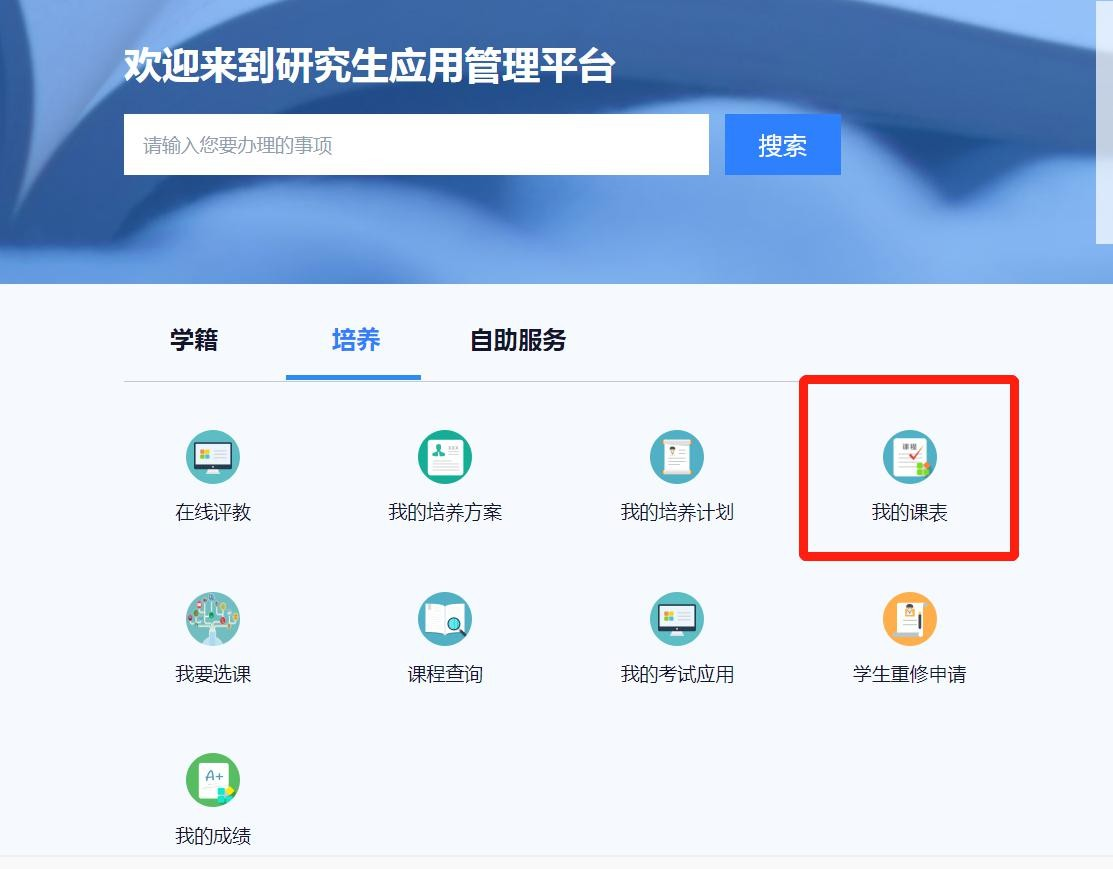 欢迎来到研究生应用管理平台
请输入您要办理的事项
搜索
学籍
培养
自助服务
在线评教
我的培养方案
我的培养计划
课程
我的课表
我要选课
课程查询
我的考试应用
学生重修申请
A+
我的成绩